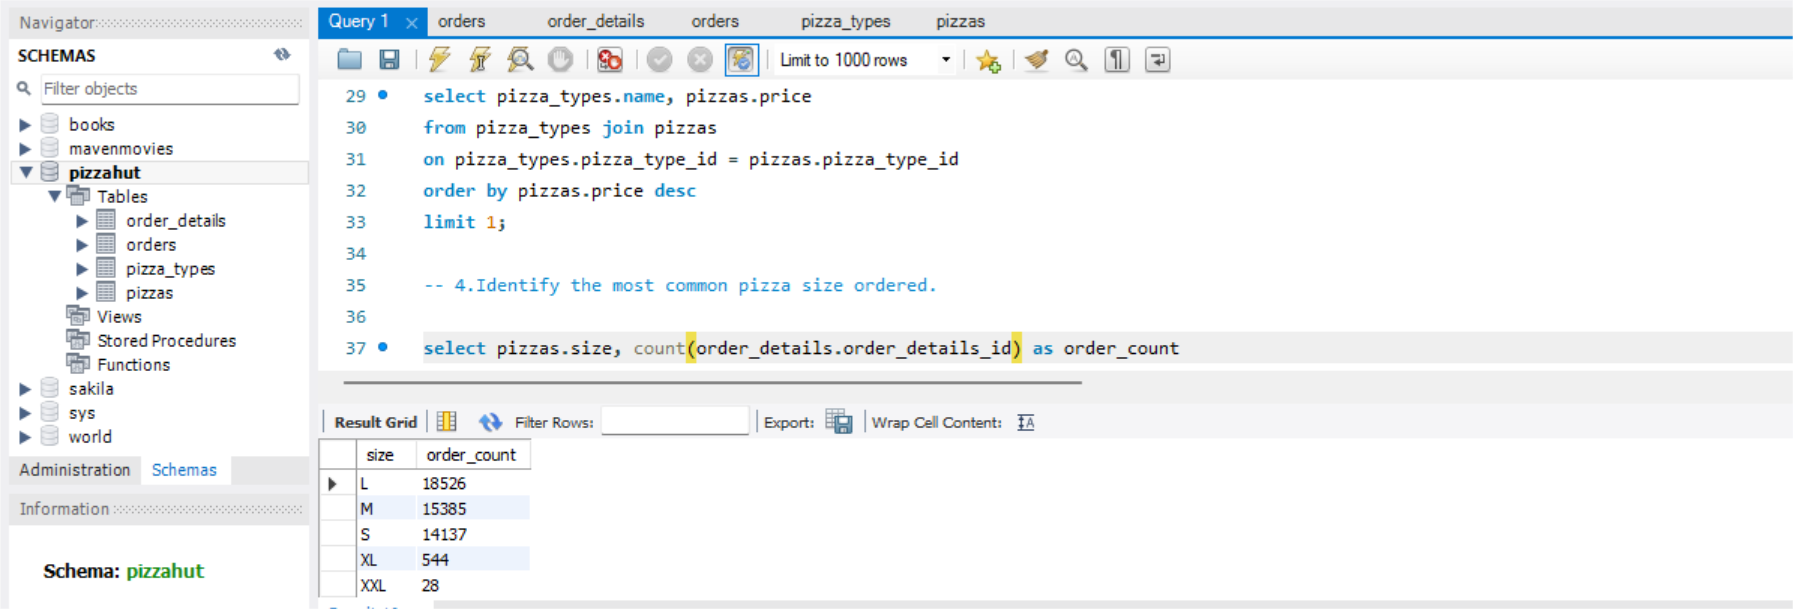 Navigator
SCHEMAS
Filter objects
books
mavenmovies
pizzahut
Tables
order_details
orders
pizza_types
pizzas
Views
Stored Procedures
Functions
sakila
sys
world
Administration Schemas
Information
Schema: pizzahut
Query 1 orders order_details orders pizza_types pizzas
Limit to 1000 rows
29 select pizza_types.name, pizzas.price
30 from pizza_types join pizzas
31 on pizza_types.pizza_type_id = pizzas.pizza_type_id
32 order by pizzas.price desc
33 limit 1;
34
35 -- 4.Identify the most common pizza size ordered.
36
37 select pizzas.size, count(order_details.order_details_id) as order_count
Result Grid Filter Rows: Export: Wrap Cell Content:
size order_count
L 18526
M 15385
S 14137
XL 544
XXL 28